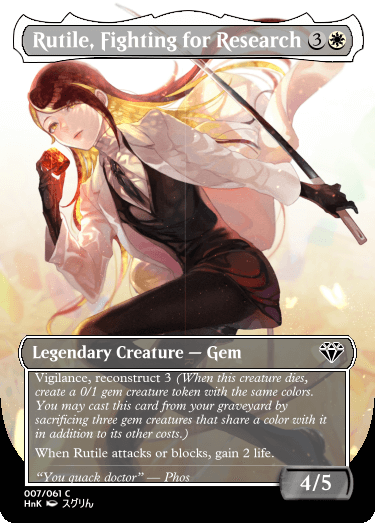 Rutile, Fighting for Research 3
Legendary Creature — Gem
Vigilance, reconstruct 3 (When this creature dies,
create a 0/1 gem creature token with the same colors.
You may cast this card from your graveyard by
sacrificing three gem creatures that share a color with it
in addition to its other costs.)
When Rutile attacks or blocks, gain 2 life.
“You quack doctor” — Phos
4/5
007/061 C
HnK スグりん